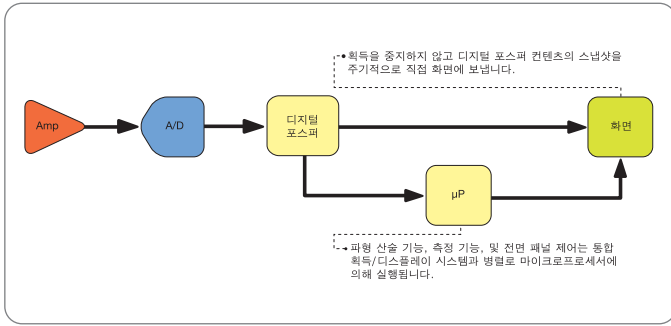 획득을 중지하지 않고 디지털 포스퍼 컨텐츠의 스냅샷을
주기적으로 직접 화면에 보냅니다.
Amp
A/D
디지털
포스퍼
화면
µP
파형 산술 기능, 측정 기능, 및 전면 패널 제어는 통합
획득/디스플레이 시스템과 병렬로 마이크로프로세서에
의해 실행됩니다.